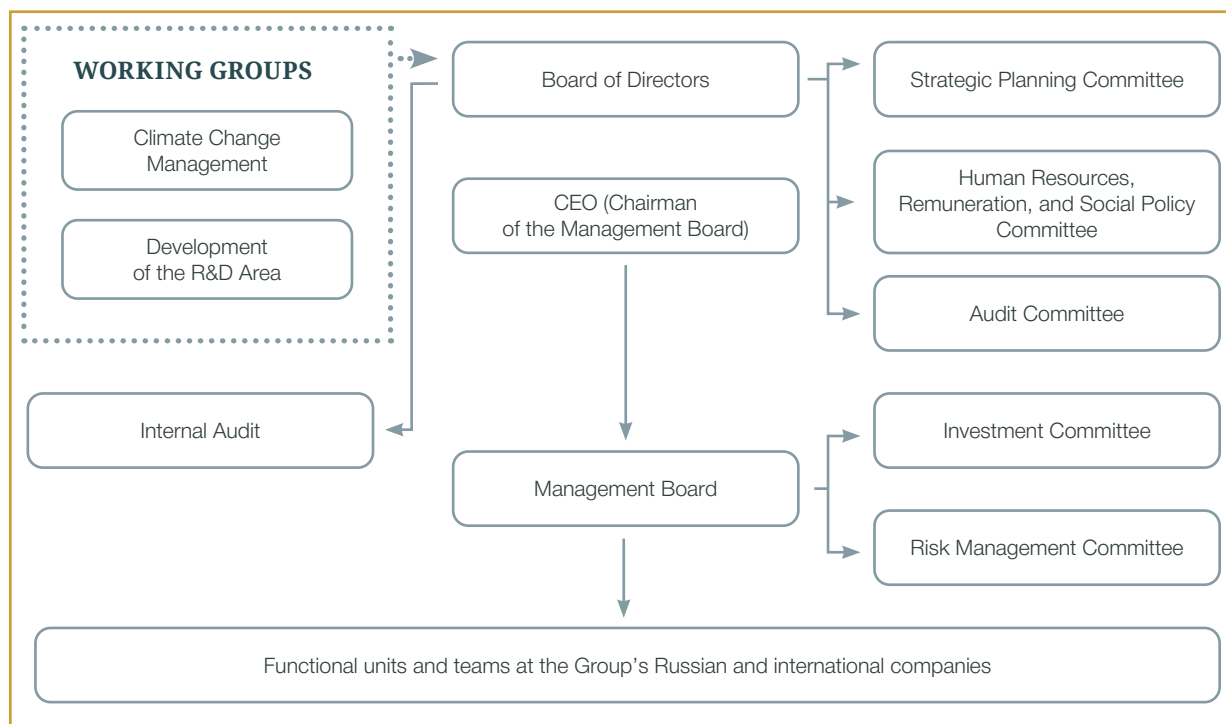 WORKING GROUPS
Climate Change
Management
Development
of the R&D Area
Internal Audit
Board of Directors
CEO (Chairman
of the Management Board)
Management Board
Strategic Planning Committee
Human Resources,
Remuneration, and Social Policy
Committee
Audit Committee
Investment Committee
Risk Management Committee
Functional units and teams at the Group’s Russian and international companies